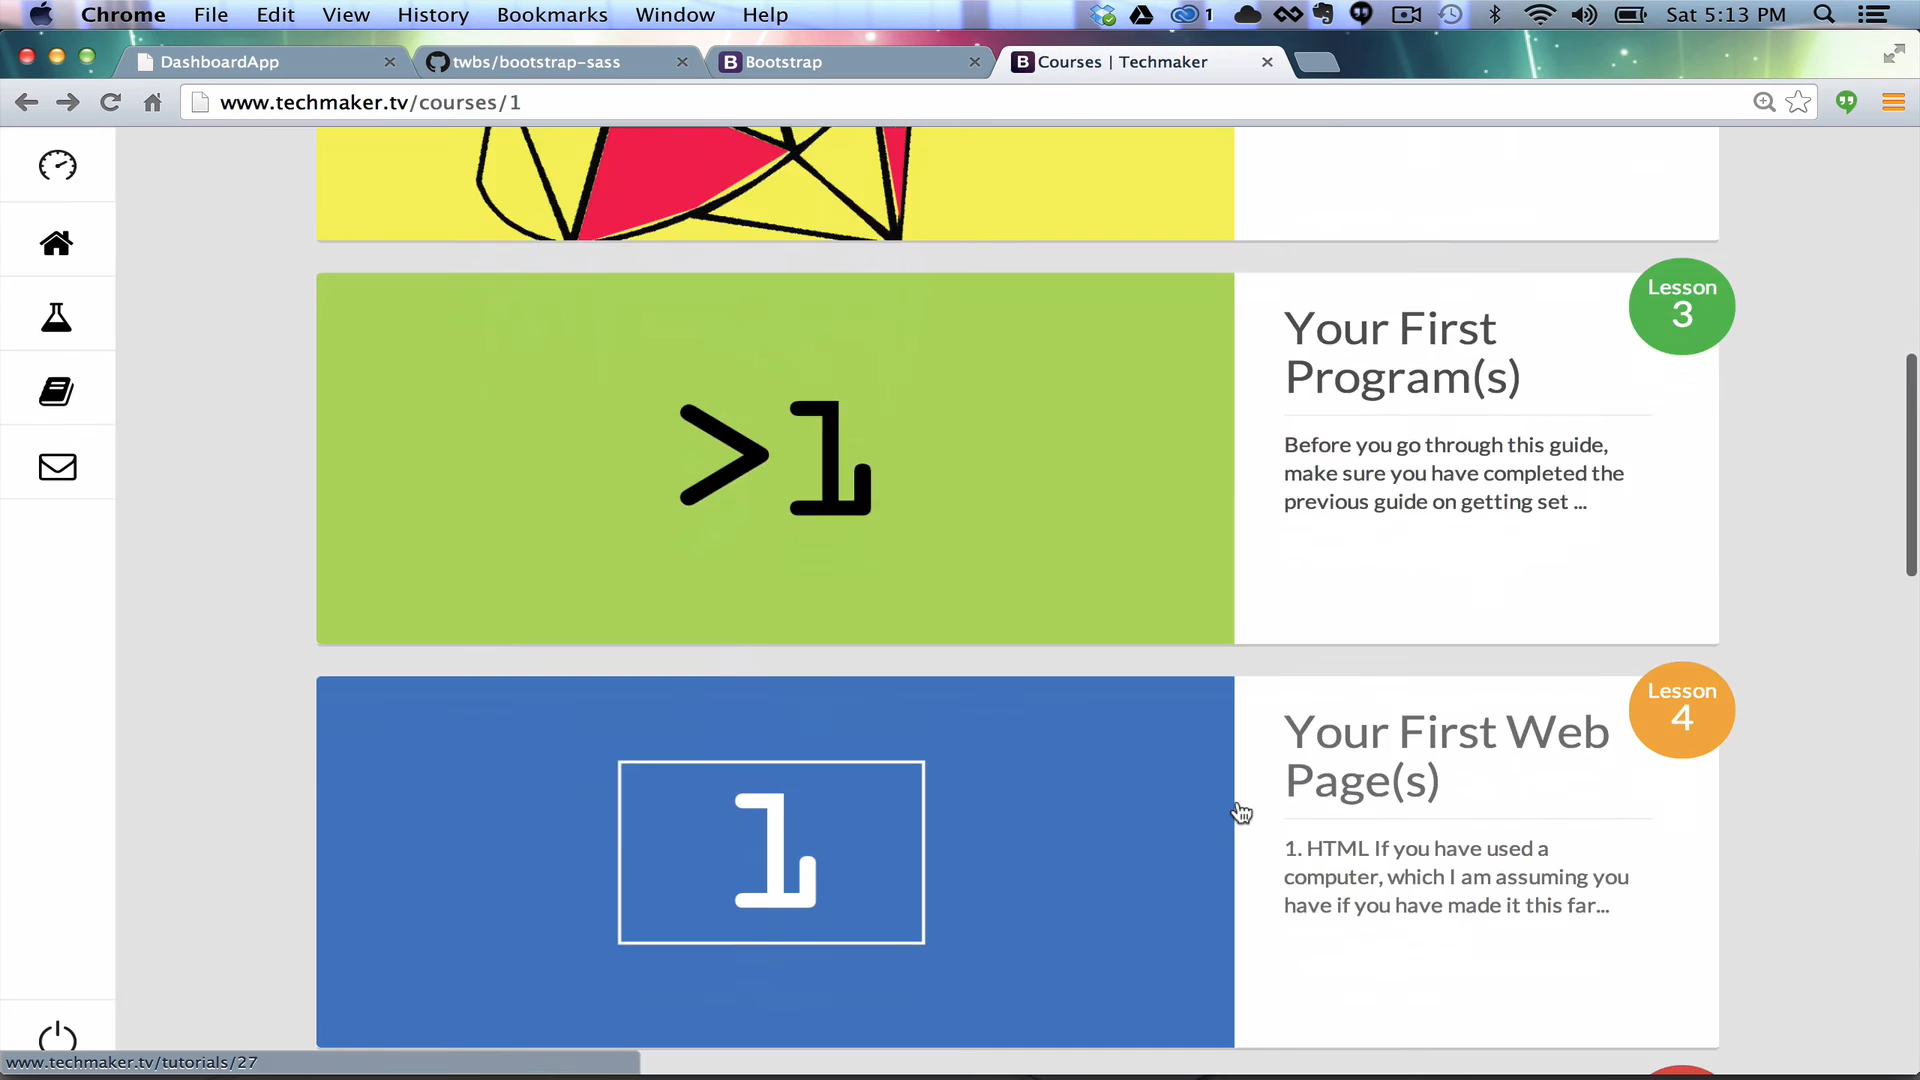 Chrome File Edit View History Bookmarks Window Help 1 Sat 5:13 PM
DashboardApp twbs/bootstrap-sass B Bootstrap B Courses | Techmaker
www.techmaker.tv/courses/1
>1
Lesson
3
Your First
Program(s)
Before you go through this guide,
make sure you have completed the
previous guide on getting set ...
1
Lesson
4
Your First Web
Page(s)
1. HTML If you have used a
computer, which I am assuming you
have if you have made it this far...
www.techmaker.tv/tutorials/27